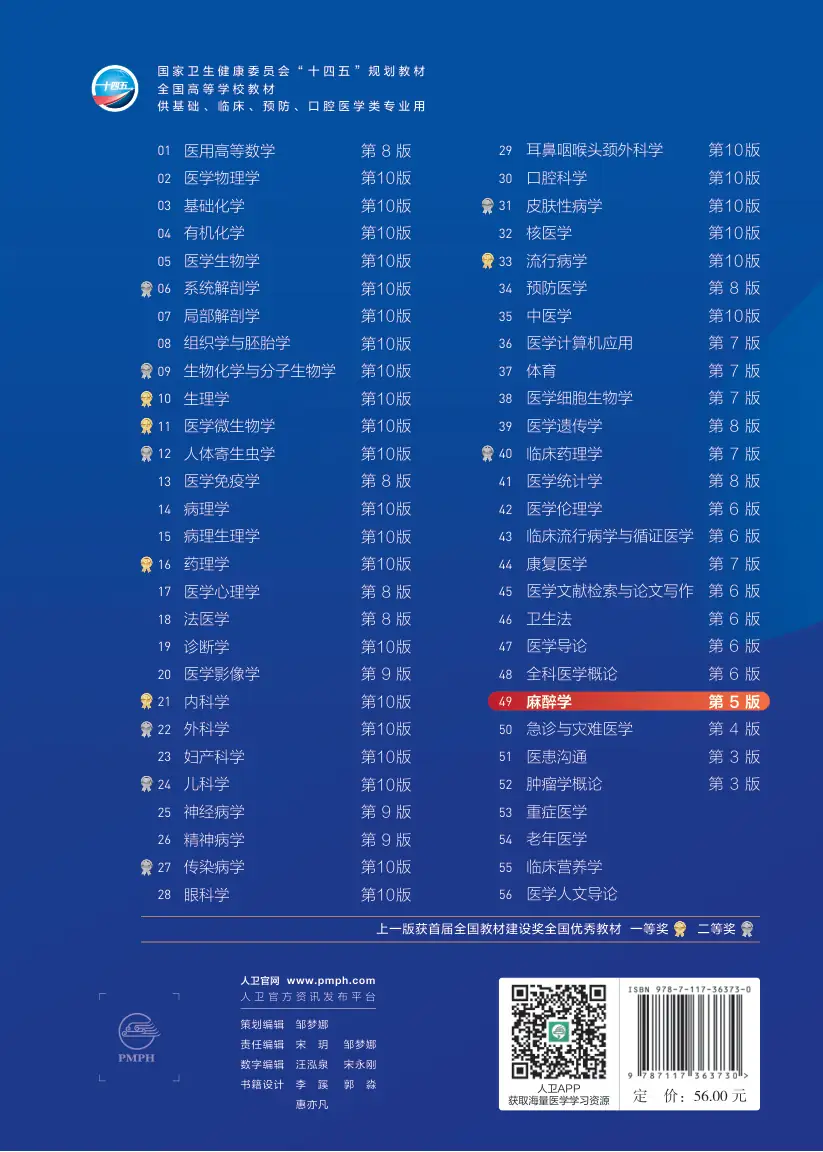 国家卫生健康委员会“十四五”规划教材
全国高等学校教材
供基础、临床、预防、口腔医学类专业用
十四五
01 医用高等数学 第 8 版
02 医学物理学 第10版
03 基础化学 第10版
04 有机化学 第10版
05 医学生物学 第10版
06 系统解剖学 第10版
07 局部解剖学 第10版
08 组织学与胚胎学 第10版
09 生物化学与分子生物学 第10版
10 生理学 第10版
11 医学微生物学 第10版
12 人体寄生虫学 第10版
13 医学免疫学 第 8 版
14 病理学 第10版
15 病理生理学 第10版
16 药理学 第10版
17 医学心理学 第 8 版
18 法医学 第 8 版
19 诊断学 第10版
20 医学影像学 第 9 版
21 内科学 第10版
22 外科学 第10版
23 妇产科学 第10版
24 儿科学 第10版
25 神经病学 第 9 版
26 精神病学 第 9 版
27 传染病学 第10版
28 眼科学 第10版
29 耳鼻咽喉头颈外科学 第10版
30 口腔科学 第10版
31 皮肤性病学 第10版
32 核医学 第10版
33 流行病学 第10版
34 预防医学 第 8 版
35 中医学 第10版
36 医学计算机应用 第 7 版
37 体育 第 7 版
38 医学细胞生物学 第 7 版
39 医学遗传学 第 8 版
40 临床药理学 第 7 版
41 医学统计学 第 8 版
42 医学伦理学 第 6 版
43 临床流行病学与循证医学 第 6 版
44 康复医学 第 7 版
45 医学文献检索与论文写作 第 6 版
46 卫生法 第 6 版
47 医学导论 第 6 版
48 全科医学概论 第 6 版
49 麻醉学 第 5 版
50 急诊与灾难医学 第 4 版
51 医患沟通 第 3 版
52 肿瘤学概论 第 3 版
53 重症医学
54 老年医学
55 临床营养学
56 医学人文导论
上一版获首届全国教材建设奖全国优秀教材 一等奖 二等奖
PMPH
人卫官网 www.pmph.com
人卫官方资讯发布平台
策划编辑 邹梦娜
责任编辑 宋 玥 邹梦娜
数字编辑 汪泓泉 宋永刚
书籍设计 李 蹊 郭 淼
惠亦凡
人卫APP
获取海量医学学习资源
ISBN 978-7-117-36373-0
9 787117 363730 >
定 价：56.00 元